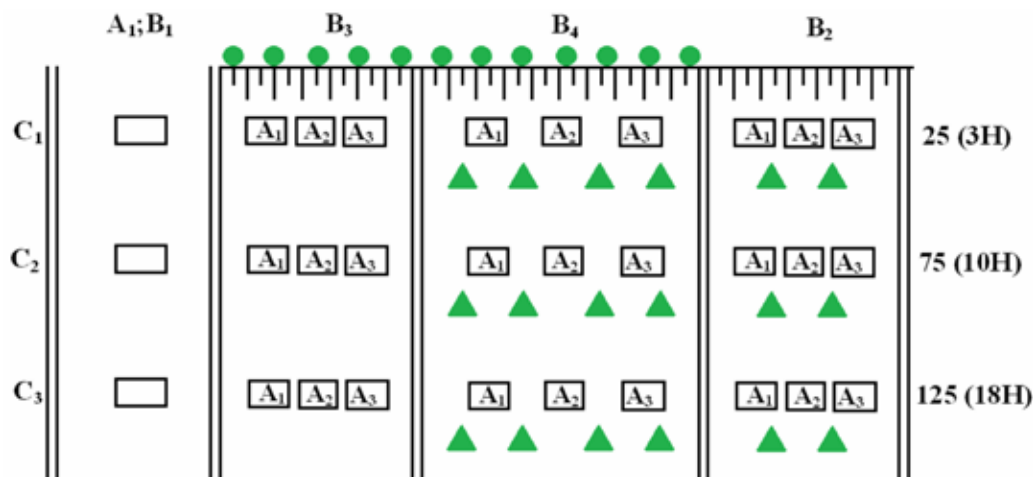 A₁; B₁ B₃ B₄ B₂
C₁ A₁ A₂ A₃ A₁ A₂ A₃ A₁ A₂ A₃ 25 (3H)
C₂ A₁ A₂ A₃ A₁ A₂ A₃ A₁ A₂ A₃ 75 (10H)
C₃ A₁ A₂ A₃ A₁ A₂ A₃ A₁ A₂ A₃ 125 (18H)